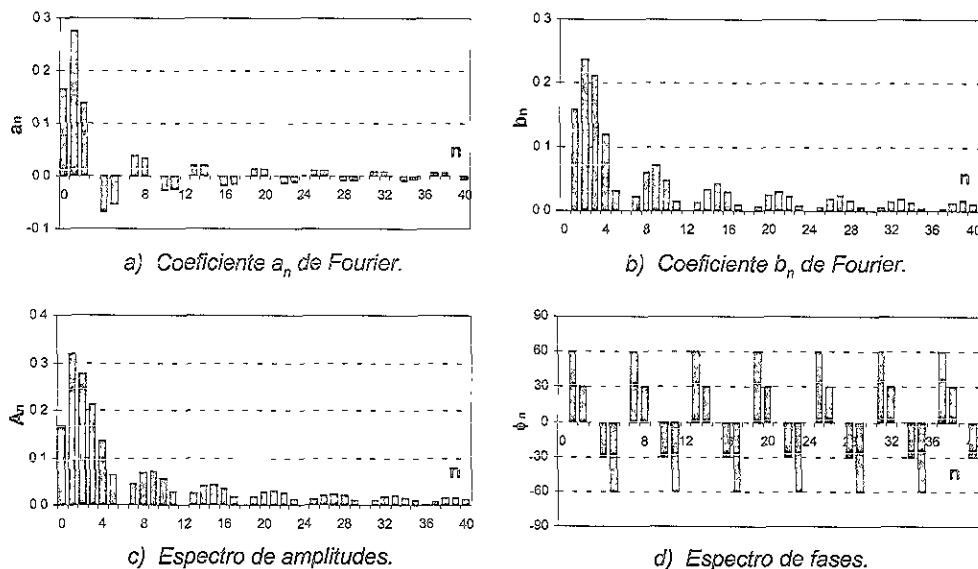 0.3
0.2
0.1
0.0
-0.1
an
n
0 4 8 12 16 20 24 28 32 36 40
a) Coeficiente an de Fourier.
0.3
0.2
0.1
0.0
bn
n
0 4 8 12 16 20 24 28 32 36 40
b) Coeficiente bn de Fourier.
0.4
0.3
0.2
0.1
0.0
An
n
0 4 8 12 16 20 24 28 32 36 40
c) Espectro de amplitudes.
90
60
30
0
-30
-60
-90
ϕn
0 8 12 20 32 36
n
d) Espectro de fases.